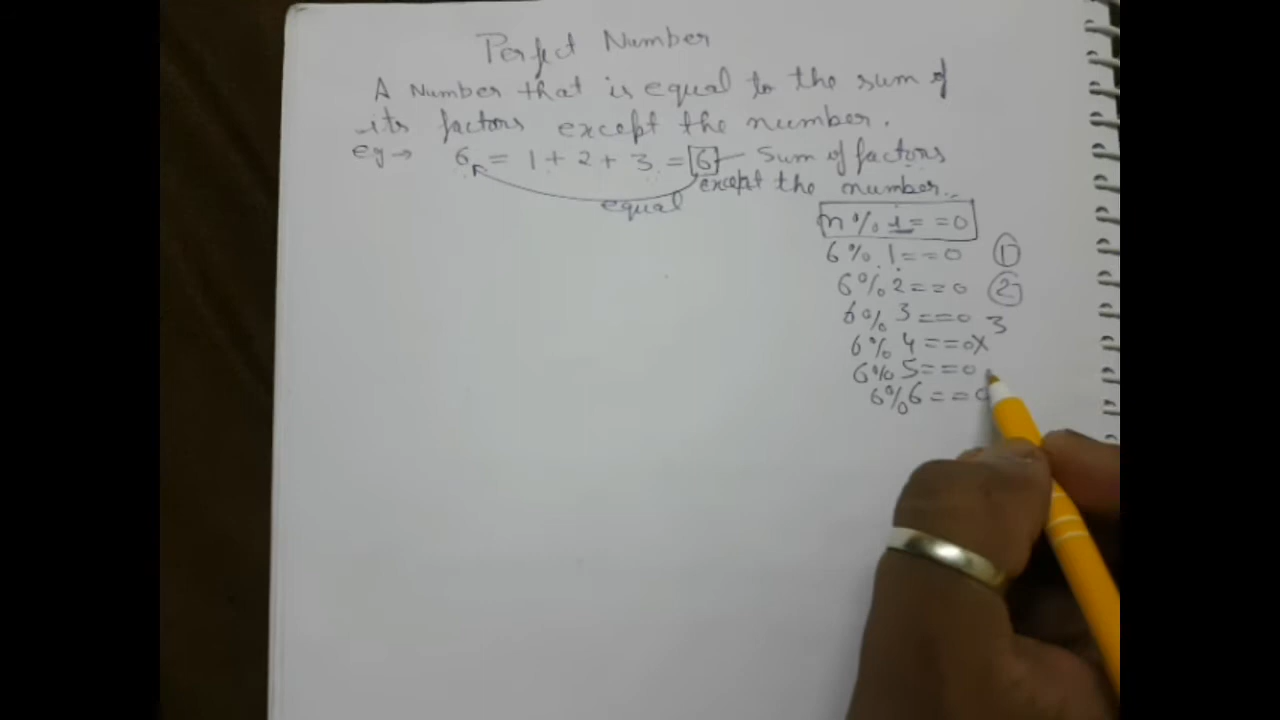 Perfect Number
A Number that is equal to the sum of
its factors except the number.
eg → 6 = 1 + 2 + 3 = 6 — Sum of factors
except the number.
equal
n % i = = 0
6 % 1 = = 0 1
6 % 2 = = 0 2
6 % 3 = = 0 3
6 % 4 = = 0 X
6 % 5 = = 0
6 % 6 = = 0